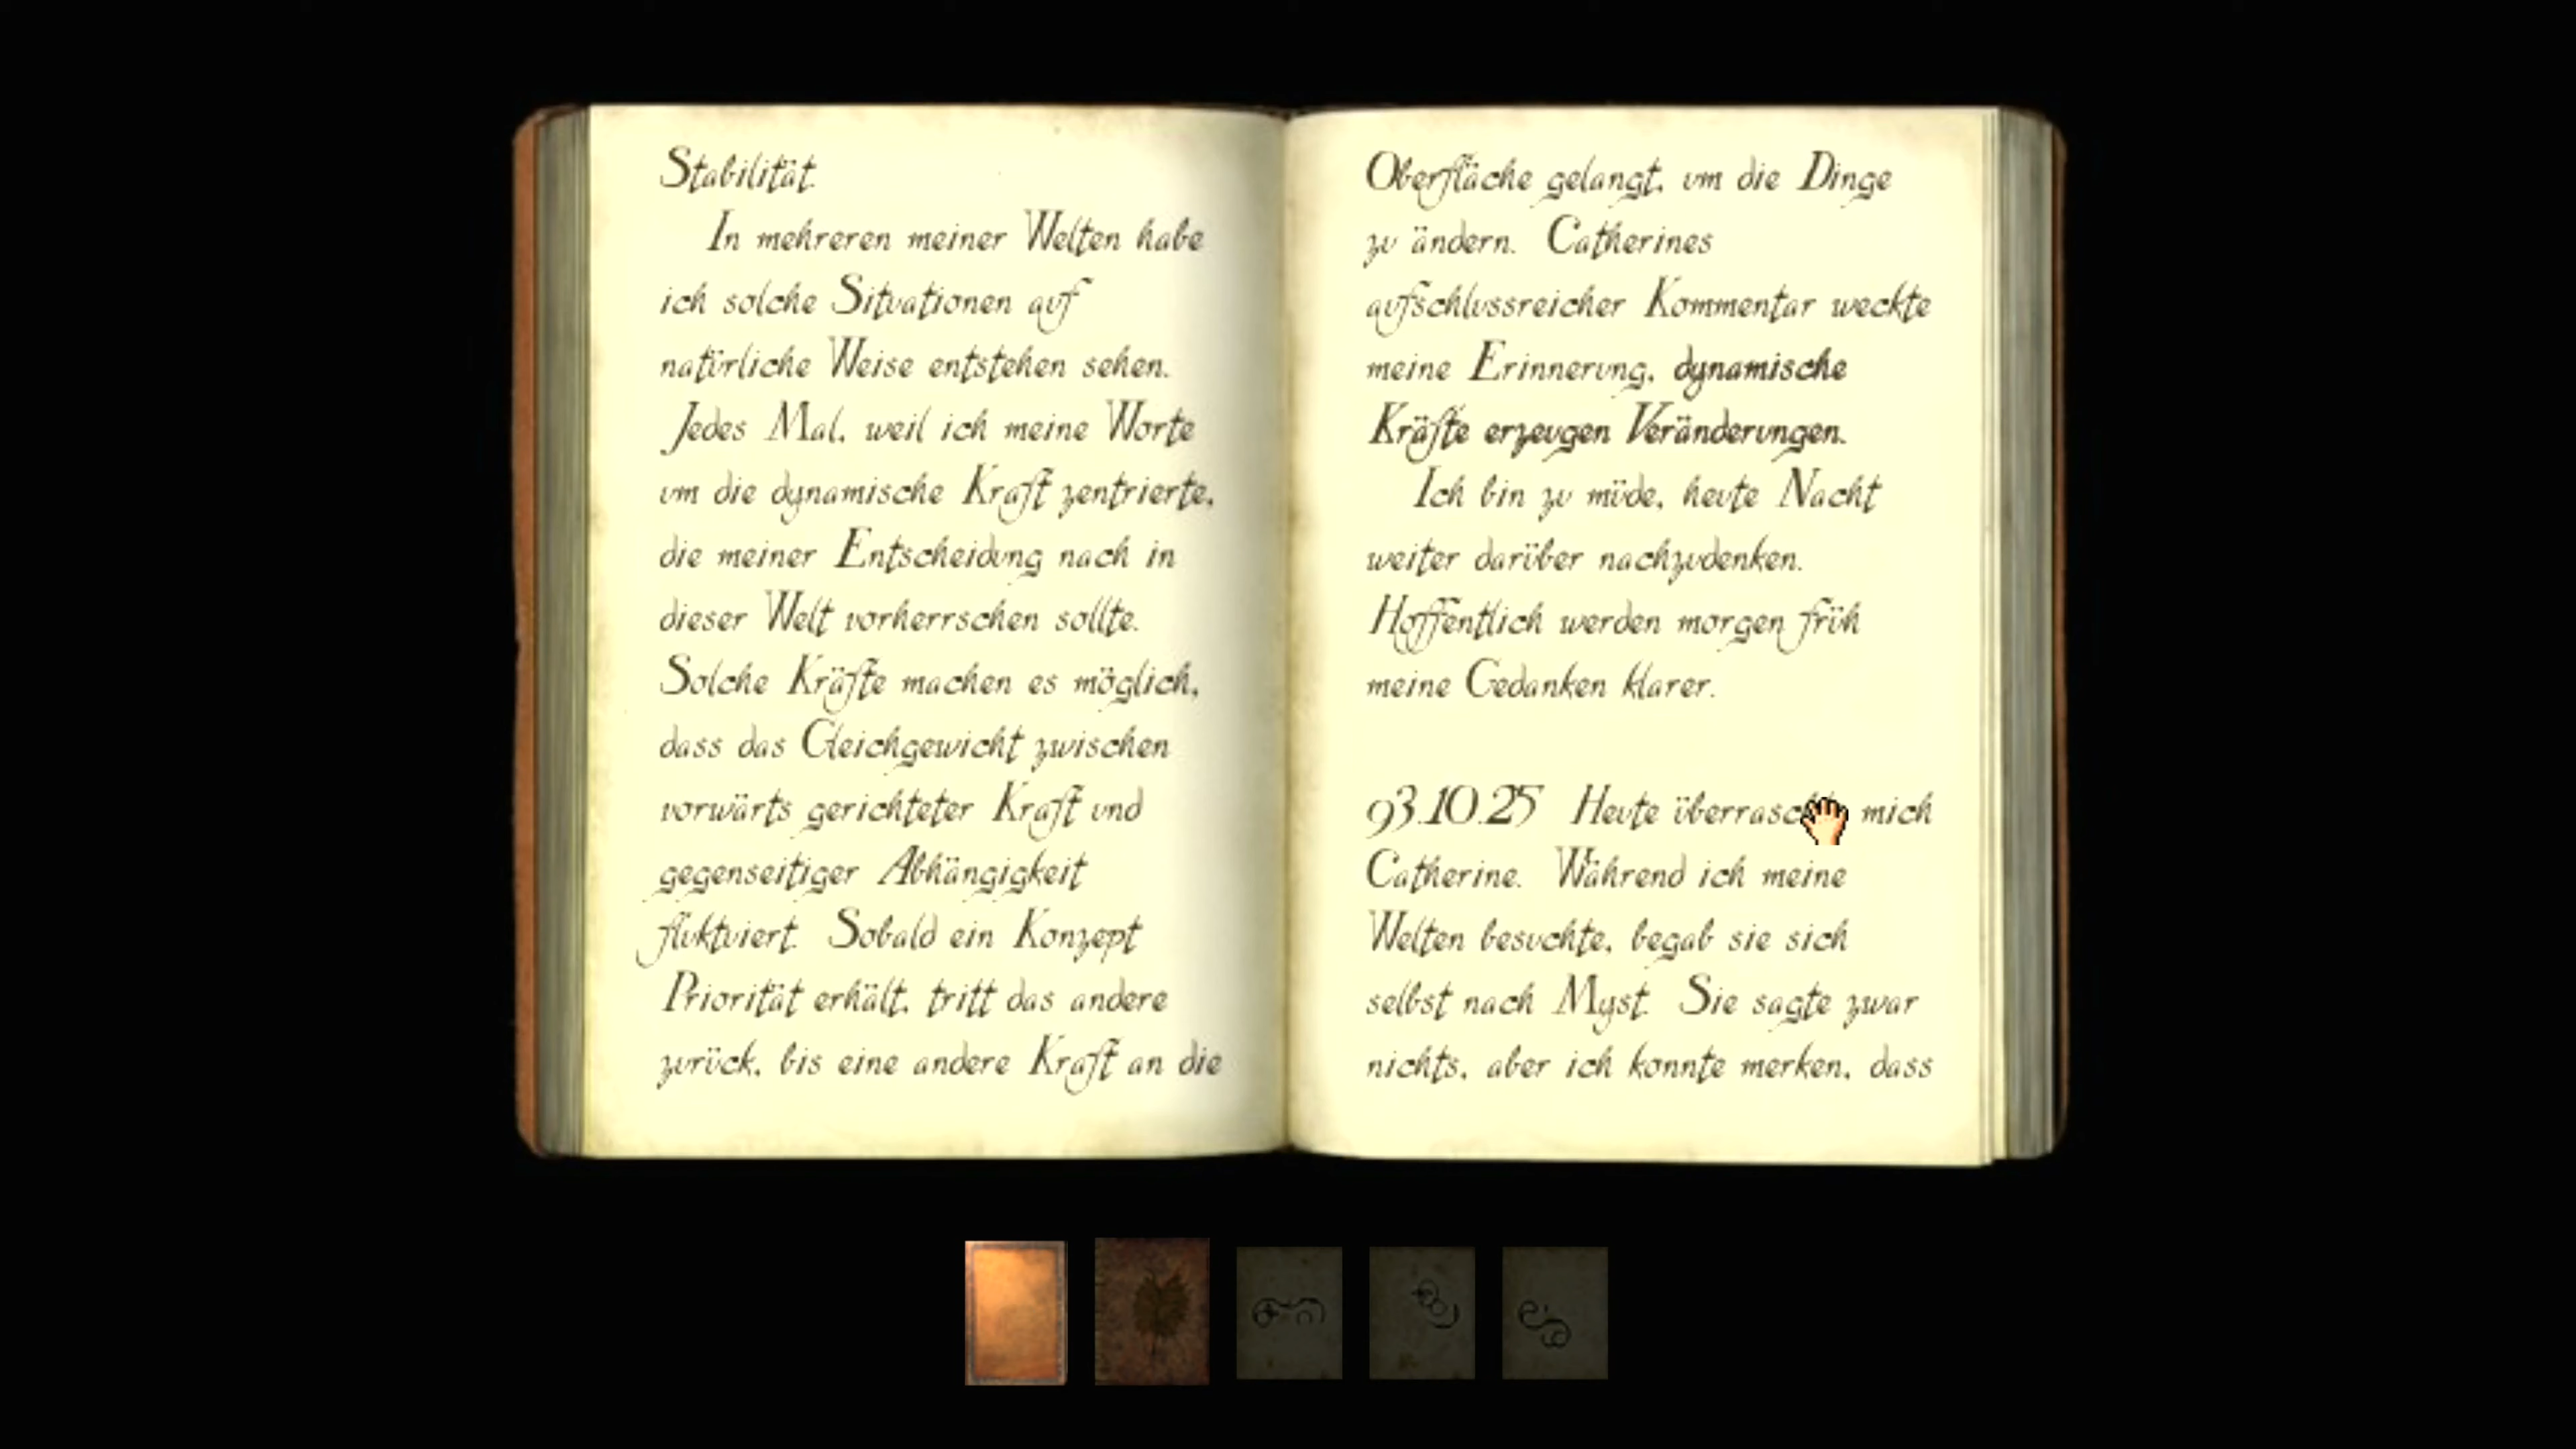 Stabilität.
In mehreren meiner Welten habe
ich solche Situationen auf
natürliche Weise entstehen sehen.
Jedes Mal, weil ich meine Worte
um die dynamische Kraft zentrierte,
die meiner Entscheidung nach in
dieser Welt vorherrschen sollte.
Solche Kräfte machen es möglich,
dass das Gleichgewicht zwischen
vorwärts gerichteter Kraft und
gegenseitiger Abhängigkeit
fluktuiert. Sobald ein Konzept
Priorität erhält, tritt das andere
zurück, bis eine andere Kraft an die
Oberfläche gelangt, um die Dinge
zu ändern. Catherines
aufschlussreicher Kommentar weckte
meine Erinnerung, dynamische
Kräfte erzeugen Veränderungen.
Ich bin zu müde, heute Nacht
weiter darüber nachzudenken.
Hoffentlich werden morgen früh
meine Gedanken klarer.
93.10.25 Heute überraschte mich
Catherine. Während ich meine
Welten besuchte, begab sie sich
selbst nach Myst. Sie sagte zwar
nichts, aber ich konnte merken, dass